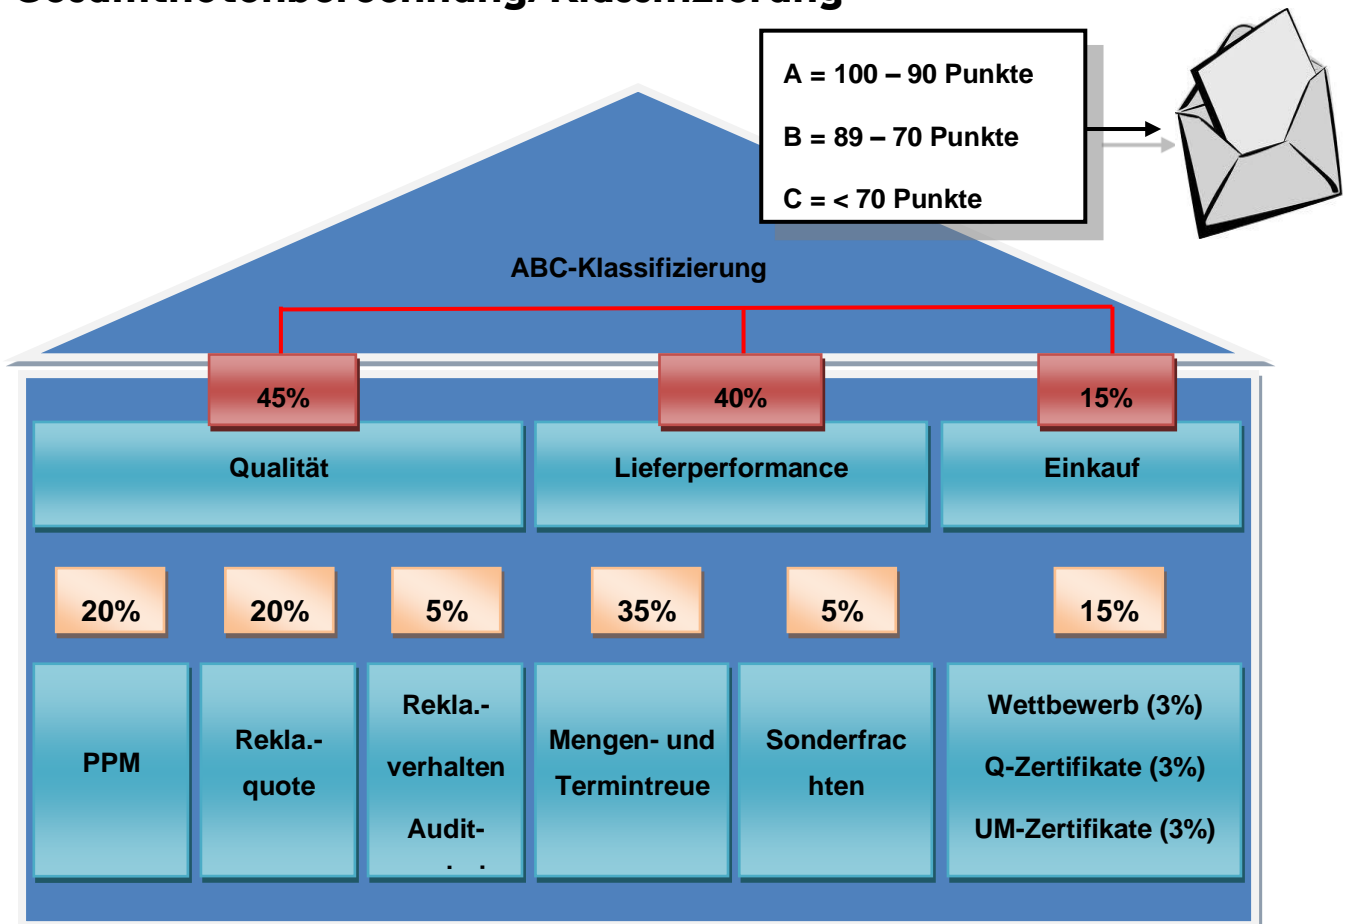 Gesamtnotenberechnung/Klassifizierung
A = 100 – 90 Punkte
B = 89 – 70 Punkte
C = < 70 Punkte
ABC-Klassifizierung
45%
40%
15%
Qualität
Lieferperformance
Einkauf
20%
20%
5%
35%
5%
15%
PPM
Rekla.-
quote
Rekla.-
verhalten
Audit-
Mengen- und
Termintreue
Sonderfrac
hten
Wettbewerb (3%)
Q-Zertifikate (3%)
UM-Zertifikate (3%)